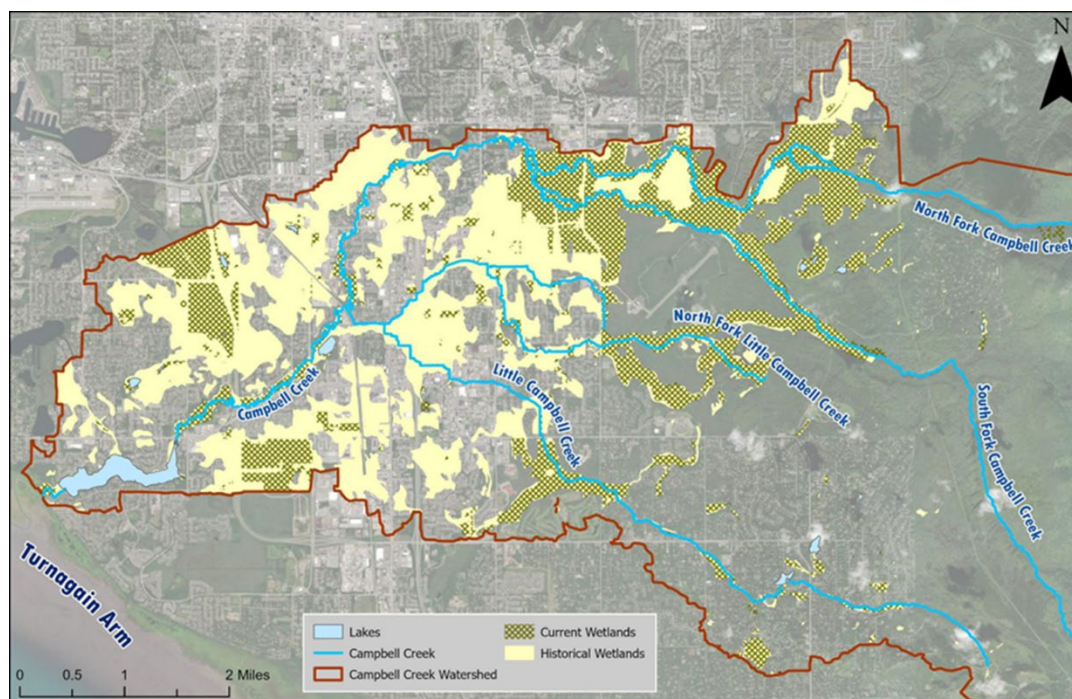 N
North Fork Campbell Creek
North Fork Little Campbell Creek
Campbell Creek
Little Campbell Creek
South Fork Campbell Creek
Turnagain Arm
Lakes
Campbell Creek
Campbell Creek Watershed
Current Wetlands
Historical Wetlands
0 0.5 1 2 Miles